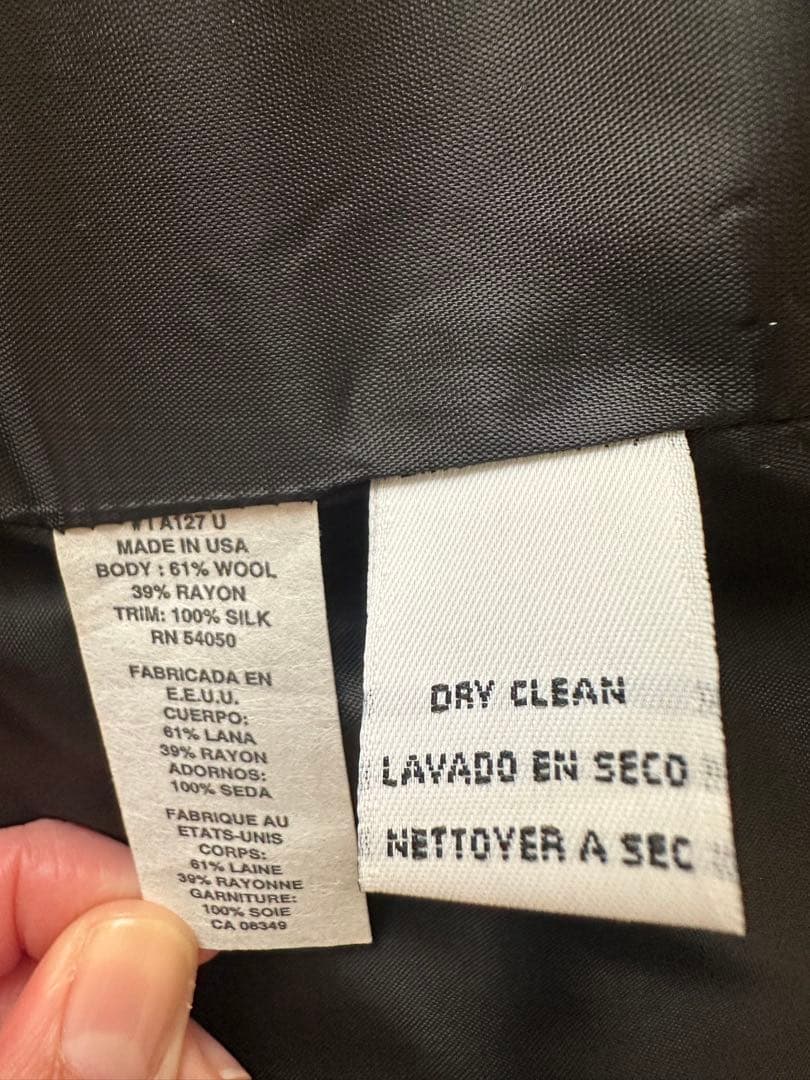 MADE IN USA
BODY : 61% WOOL
39% RAYON
TRIM: 100% SILK
RN 54050
FABRICADA EN
E.E.U.U.
CUERPO:
61% LANA
39% RAYON
ADORNOS:
100% SEDA
FABRIQUE AU
ETATS-UNIS
CORPS:
61% LAINE
39% RAYONNE
GARNITURE:
100% SOIE
CA 08349
DRY CLEAN
LAVADO EN SECO
NETTOYER A SEC